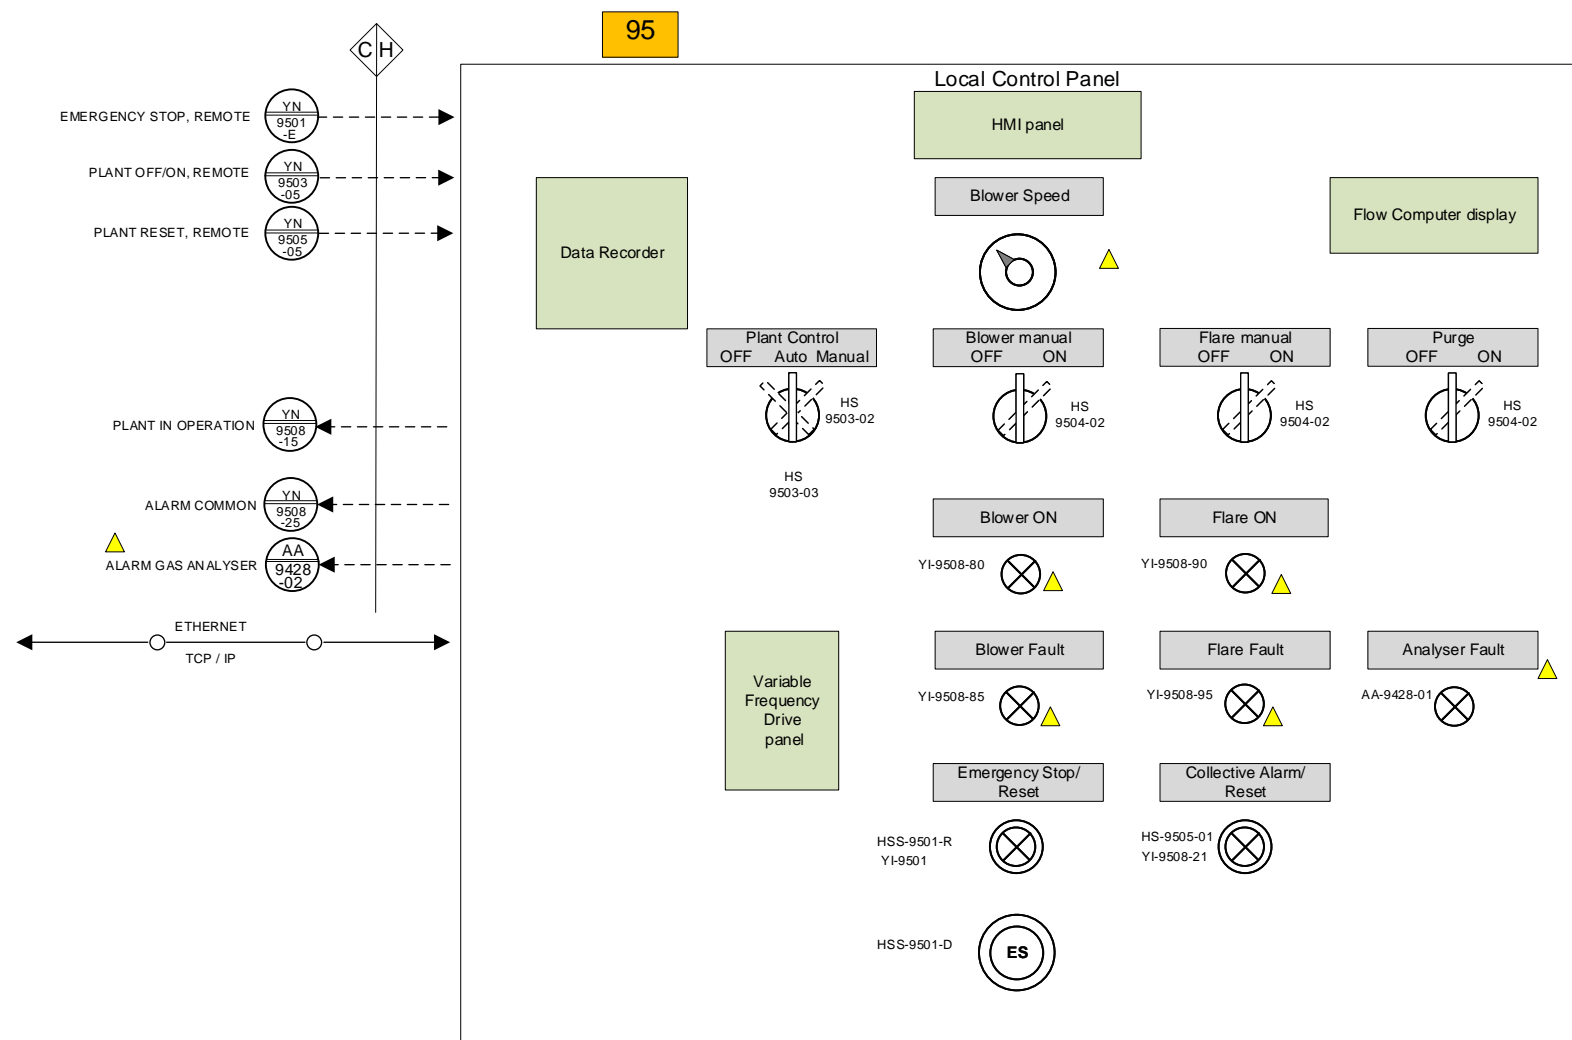 95
C H
Local Control Panel
HMI panel
EMERGENCY STOP, REMOTE
YN
9501
-E
PLANT OFF/ON, REMOTE
YN
9503
-05
PLANT RESET, REMOTE
YN
9505
-05
Data Recorder
Blower Speed
Flow Computer display
Plant Control
OFF Auto Manual
HS
9503-02
HS
9503-03
Blower manual
OFF ON
HS
9504-02
Flare manual
OFF ON
HS
9504-02
Purge
OFF ON
HS
9504-02
PLANT IN OPERATION
YN
9508
-15
ALARM COMMON
YN
9508
-25
ALARM GAS ANALYSER
AA
9428
-02
ETHERNET
TCP / IP
Blower ON
YI-9508-80
Flare ON
YI-9508-90
Variable
Frequency
Drive
panel
Blower Fault
YI-9508-85
Flare Fault
YI-9508-95
Analyser Fault
AA-9428-01
Emergency Stop/
Reset
HSS-9501-R
YI-9501
Collective Alarm/
Reset
HS-9505-01
YI-9508-21
HSS-9501-D
ES